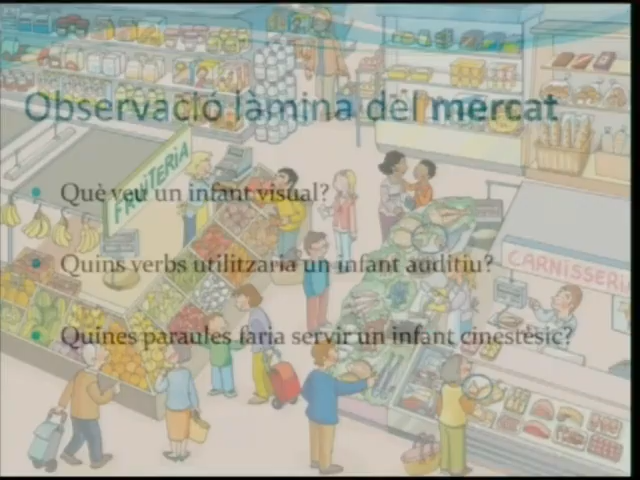 Observació làmina del mercat
FRUITERIA
Què veu un infant visual?
Quins verbs utilitzaria un infant auditiu?
CARNISSERIA
Quines paraules faria servir un infant cinestèsic?